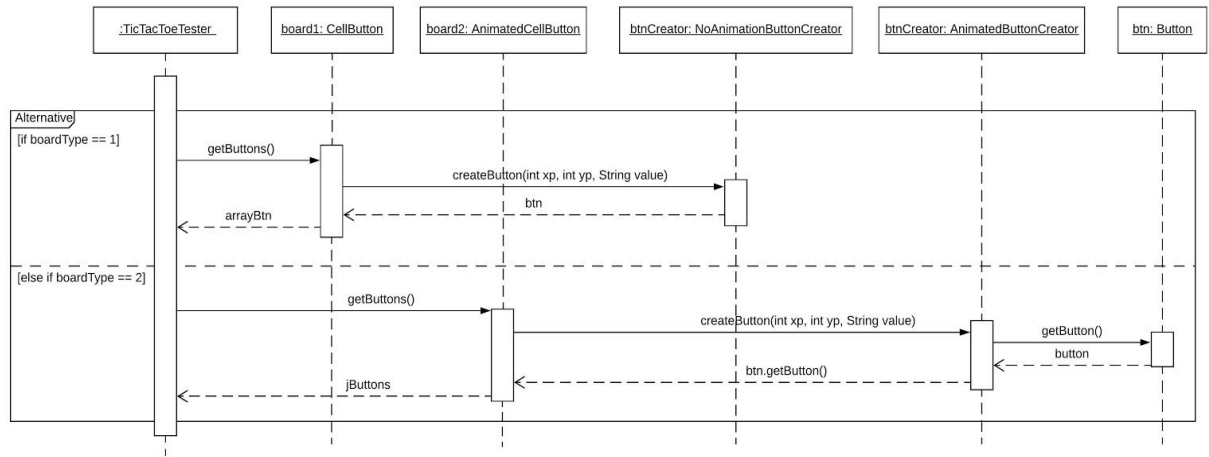 :TicTacToeTester
board1: CellButton
board2: AnimatedCellButton
btnCreator: NoAnimationButtonCreator
btnCreator: AnimatedButtonCreator
btn: Button
Alternative
[if boardType == 1]
getButtons()
createButton(int xp, int yp, String value)
btn
arrayBtn
[else if boardType == 2]
getButtons()
createButton(int xp, int yp, String value)
getButton()
button
btn.getButton()
jButtons